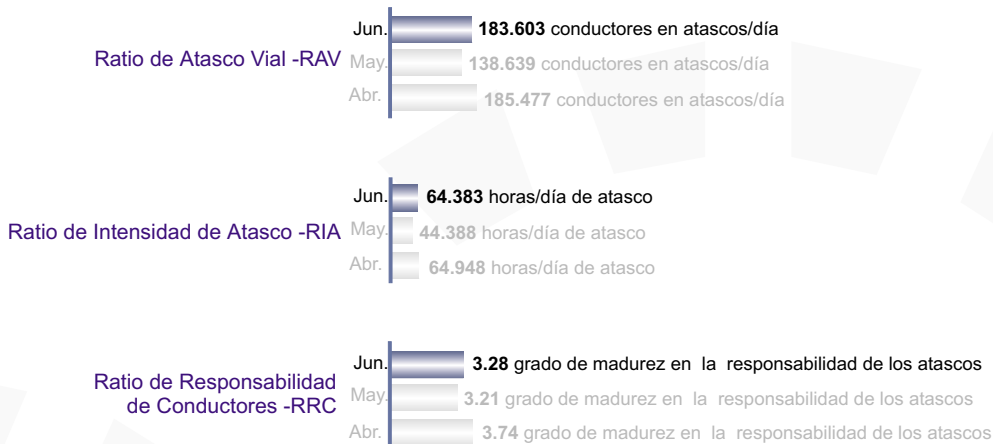 Jun. 183.603 conductores en atascos/día
Ratio de Atasco Vial -RAV May. 138.639 conductores en atascos/día
Abr. 185.477 conductores en atascos/día
Jun. 64.383 horas/día de atasco
Ratio de Intensidad de Atasco -RIA May. 44.388 horas/día de atasco
Abr. 64.948 horas/día de atasco
Jun. 3.28 grado de madurez en la responsabilidad de los atascos
Ratio de Responsabilidad
de Conductores -RRC
May. 3.21 grado de madurez en la responsabilidad de los atascos
Abr. 3.74 grado de madurez en la responsabilidad de los atascos